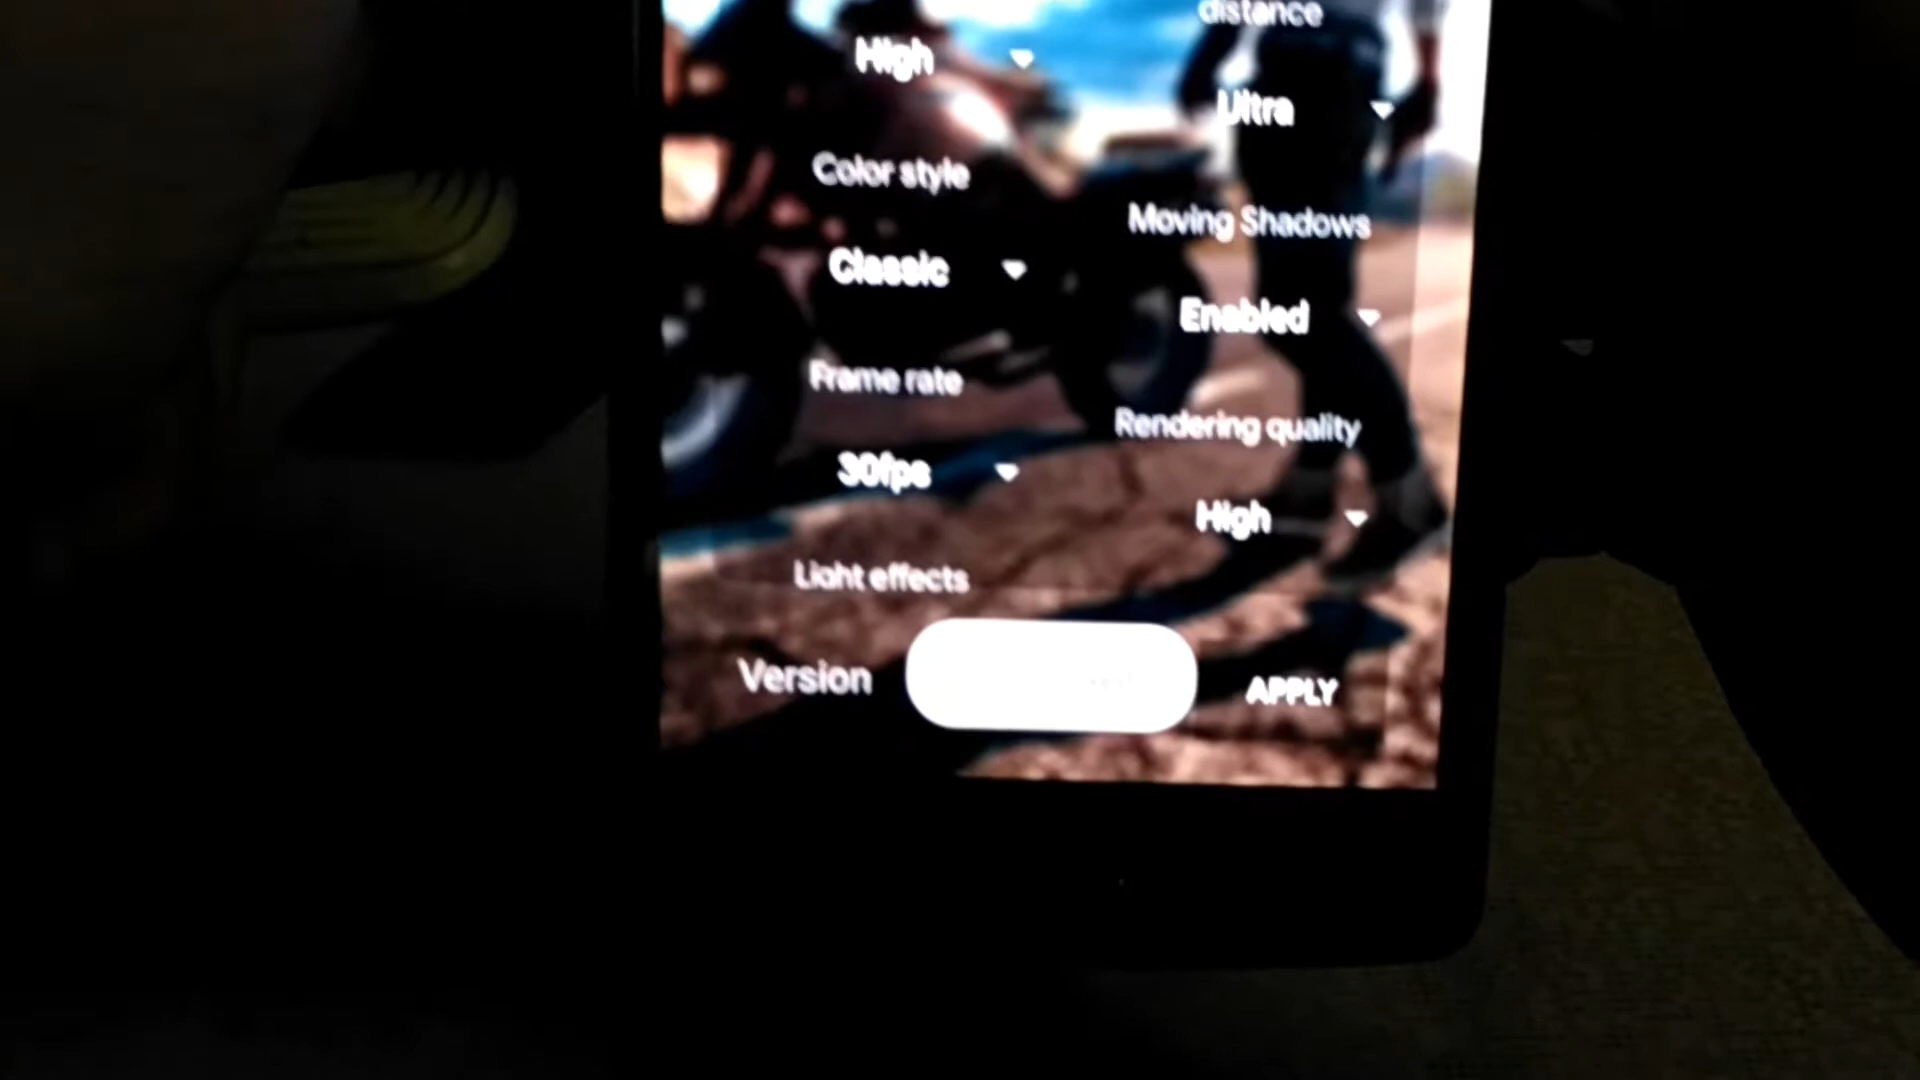 distance
High
Ultra
Color style
Moving Shadows
Classic
Enabled
Frame rate
Rendering quality
30fps
High
Light effects
Version
APPLY